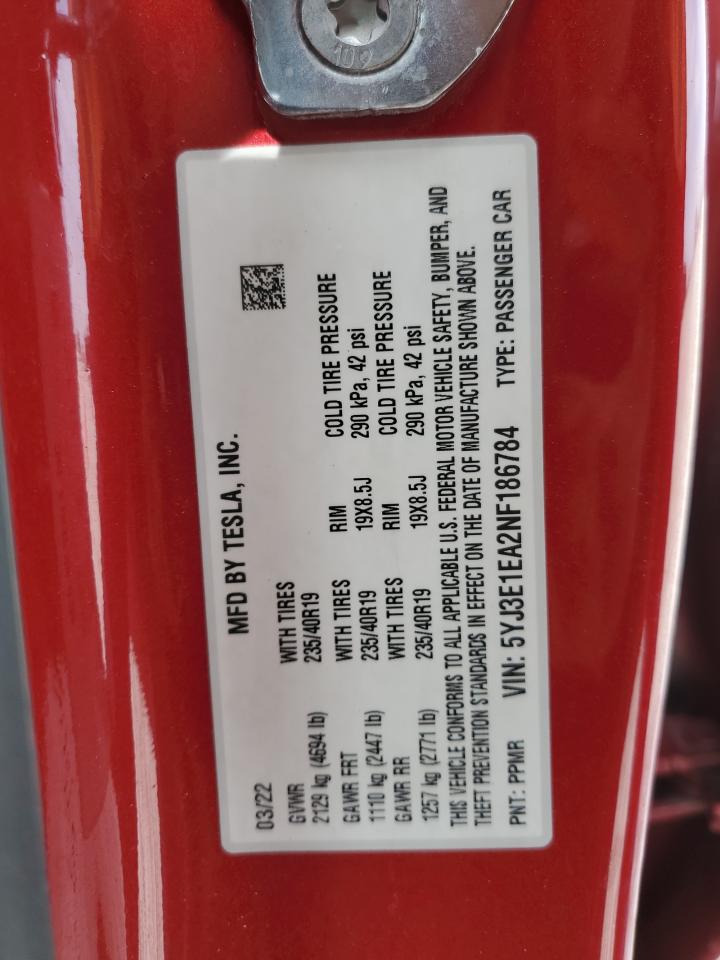 109
MFD BY TESLA, INC.
03/22
GVWR WITH TIRES RIM COLD TIRE PRESSURE
2129 kg (4694 lb) 235/40R19 19X8.5J 290 kPa, 42 psi
GAWR FRT WITH TIRES RIM COLD TIRE PRESSURE
1110 kg (2447 lb) 235/40R19 19X8.5J 290 kPa, 42 psi
GAWR RR WITH TIRES
1257 kg (2771 lb) 235/40R19
THIS VEHICLE CONFORMS TO ALL APPLICABLE U.S. FEDERAL MOTOR VEHICLE SAFETY, BUMPER, AND
THEFT PREVENTION STANDARDS IN EFFECT ON THE DATE OF MANUFACTURE SHOWN ABOVE.
PNT: PPMR VIN: 5YJ3E1EA2NF186784 TYPE: PASSENGER CAR